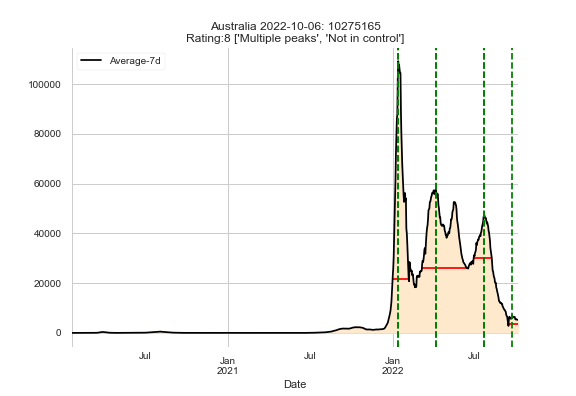 Australia 2022-10-06: 10275165
Rating:8 ['Multiple peaks', 'Not in control']
Average-7d
100000
80000
60000
40000
20000
0
Jul
Jan
2021
Jul
Jan
2022
Jul
Date